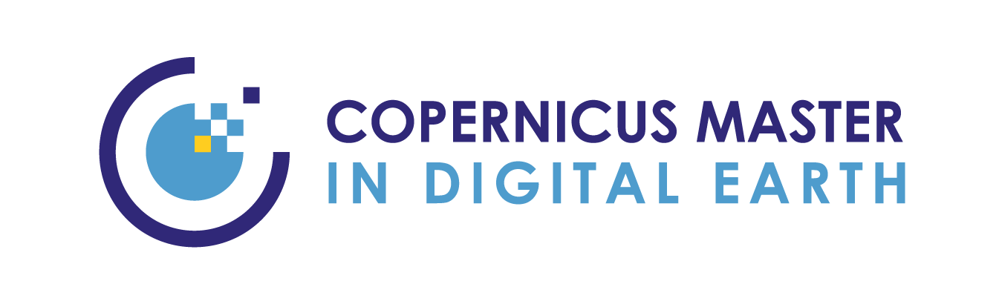 COPERNICUS MASTER
IN DIGITAL EARTH